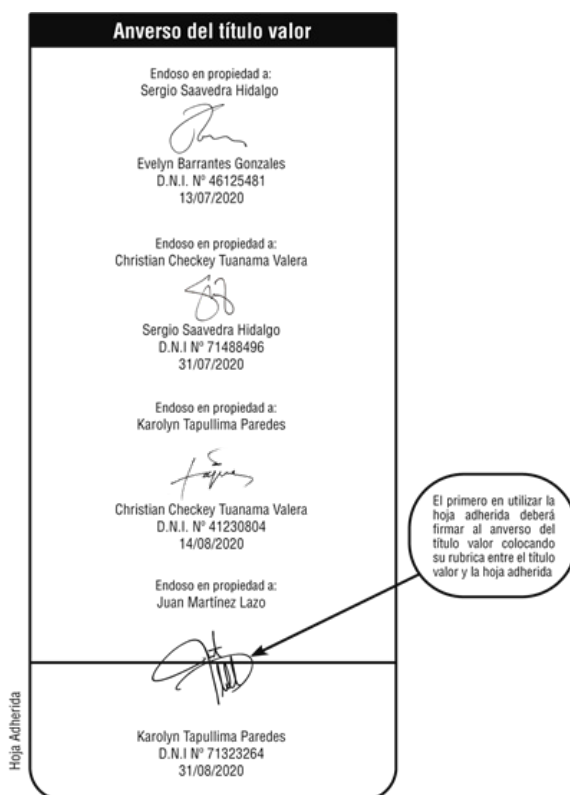 Anverso del título valor
Endoso en propiedad a:
Sergio Saavedra Hidalgo
Evelyn Barrantes Gonzales
D.N.I. Nº 46125481
13/07/2020
Endoso en propiedad a:
Christian Checkey Tuanama Valera
Sergio Saavedra Hidalgo
D.N.I Nº 71488496
31/07/2020
Endoso en propiedad a:
Karolyn Tapullima Paredes
Christian Checkey Tuanama Valera
D.N.I. Nº 41230804
14/08/2020
Endoso en propiedad a:
Juan Martínez Lazo
El primero en utilizar la
hoja adherida deberá
firmar al anverso del
título valor colocando
su rubrica entre el título
valor y la hoja adherida
Hoja Adherida
Karolyn Tapullima Paredes
D.N.I Nº 71323264
31/08/2020